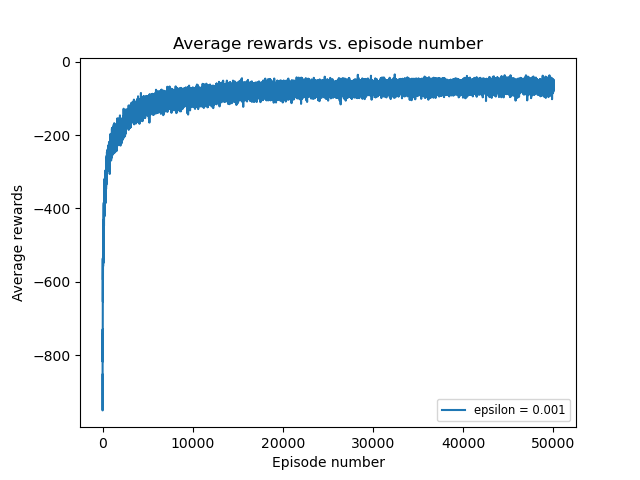 Average rewards vs. episode number
0
−200
−400
−600
−800
Average rewards
epsilon = 0.001
0 10000 20000 30000 40000 50000
Episode number